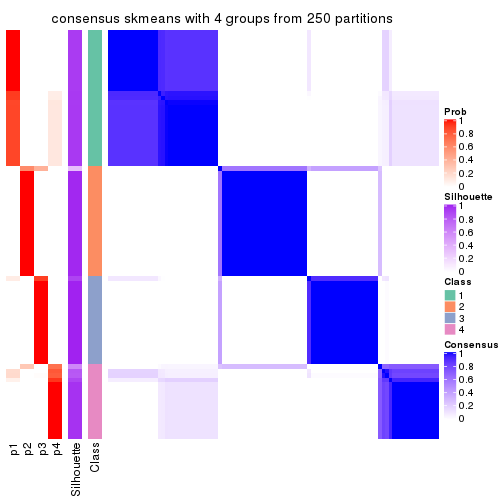 consensus skmeans with 4 groups from 250 partitions
Prob
1
0.8
0.6
0.4
0.2
0
Silhouette
1
0.8
0.6
0.4
0.2
0
Class
1
2
3
4
Consensus
1
0.8
0.6
0.4
0.2
0
p1
p2
p3
p4
Silhouette
Class